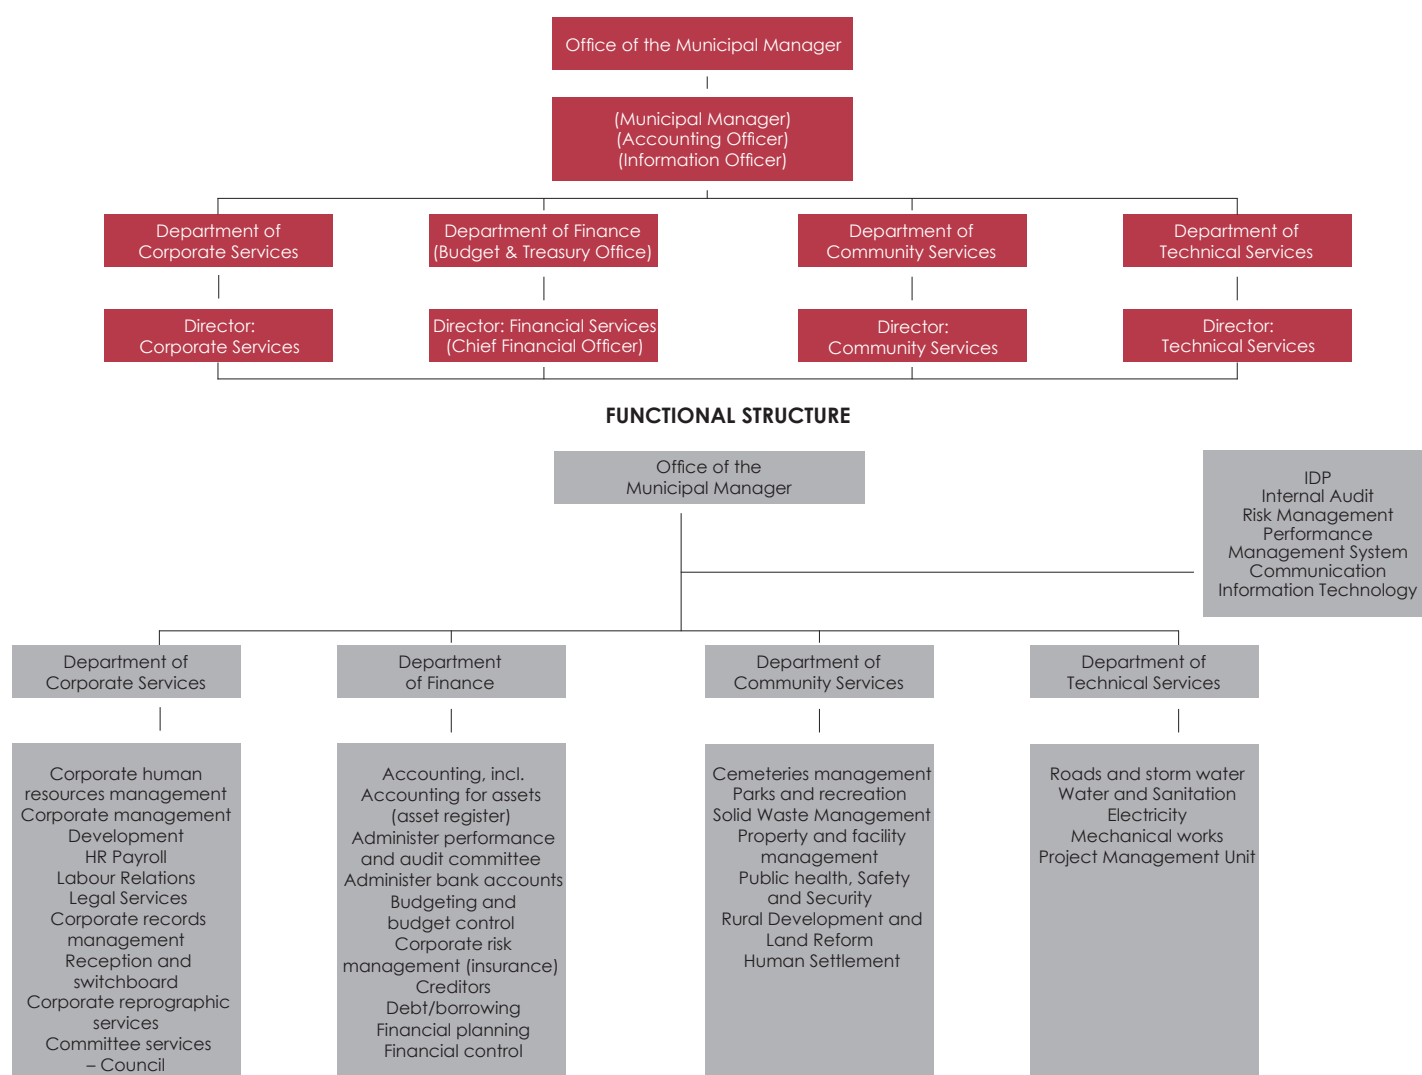 Office of the Municipal Manager
(Municipal Manager)
(Accounting Officer)
(Information Officer)
Department of
Corporate Services
Department of Finance
(Budget & Treasury Office)
Department of
Community Services
Department of
Technical Services
Director:
Corporate Services
Director: Financial Services
(Chief Financial Officer)
Director:
Community Services
Director:
Technical Services
FUNCTIONAL STRUCTURE
Office of the
Municipal Manager
IDP
Internal Audit
Risk Management
Performance
Management System
Communication
Information Technology
Department of
Corporate Services
Department
of Finance
Department of
Community Services
Department of
Technical Services
Corporate human
resources management
Corporate management
Development
HR Payroll
Labour Relations
Legal Services
Corporate records
management
Reception and
switchboard
Corporate reprographic
services
Committee services
– Council
Accounting, incl.
Accounting for assets
(asset register)
Administer performance
and audit committee
Administer bank accounts
Budgeting and
budget control
Corporate risk
management (insurance)
Creditors
Debt/borrowing
Financial planning
Financial control
Cemeteries management
Parks and recreation
Solid Waste Management
Property and facility
management
Public health, Safety
and Security
Rural Development and
Land Reform
Human Settlement
Roads and storm water
Water and Sanitation
Electricity
Mechanical works
Project Management Unit